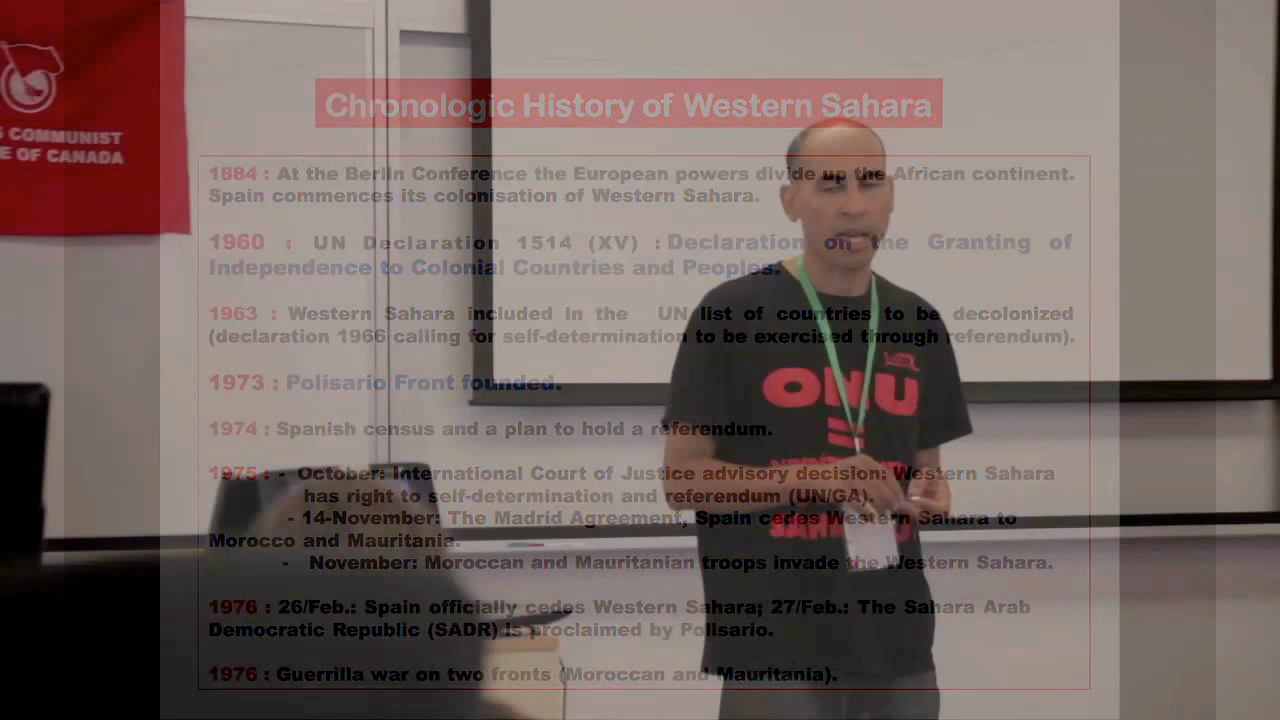 G COMMUNIST
E OF CANADA
Chronologic History of Western Sahara
1884 : At the Berlin Conference the European powers divide up the African continent.
Spain commences its colonisation of Western Sahara.
1960 : UN Declaration 1514 (XV) : Declaration on the Granting of
Independence to Colonial Countries and Peoples.
1963 : Western Sahara included in the UN list of countries to be decolonized
(declaration 1966 calling for self-determination to be exercised through referendum).
1973 : Polisario Front founded.
1974 : Spanish census and a plan to hold a referendum.
1975 : - October: International Court of Justice advisory decision: Western Sahara
has right to self-determination and referendum (UN/GA).
- 14-November: The Madrid Agreement, Spain cedes Western Sahara to
Morocco and Mauritania.
- November: Moroccan and Mauritanian troops invade the Western Sahara.
1976 : 26/Feb.: Spain officially cedes Western Sahara; 27/Feb.: The Sahara Arab
Democratic Republic (SADR) is proclaimed by Polisario.
1976 : Guerrilla war on two fronts (Moroccan and Mauritania).
ONU
=